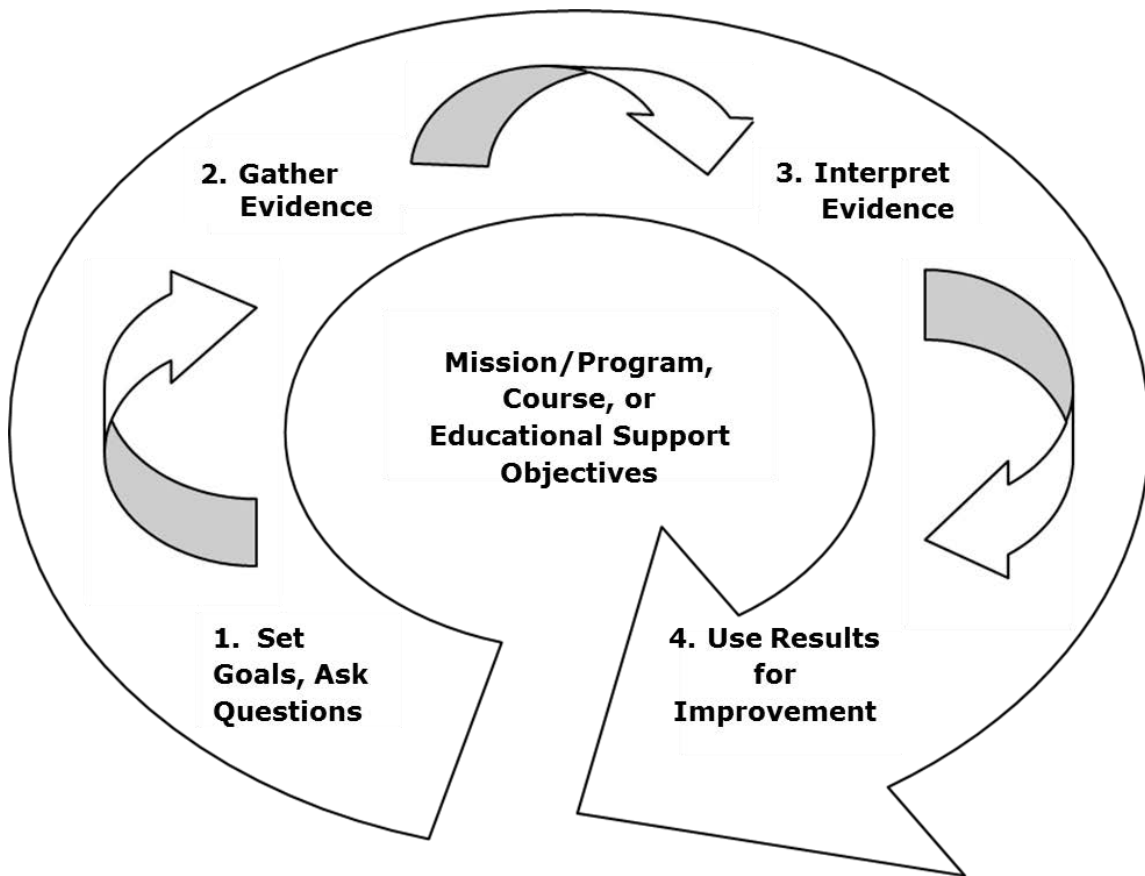 2. Gather
Evidence
3. Interpret
Evidence
Mission/Program,
Course, or
Educational Support
Objectives
1. Set
Goals, Ask
Questions
4. Use Results
for
Improvement